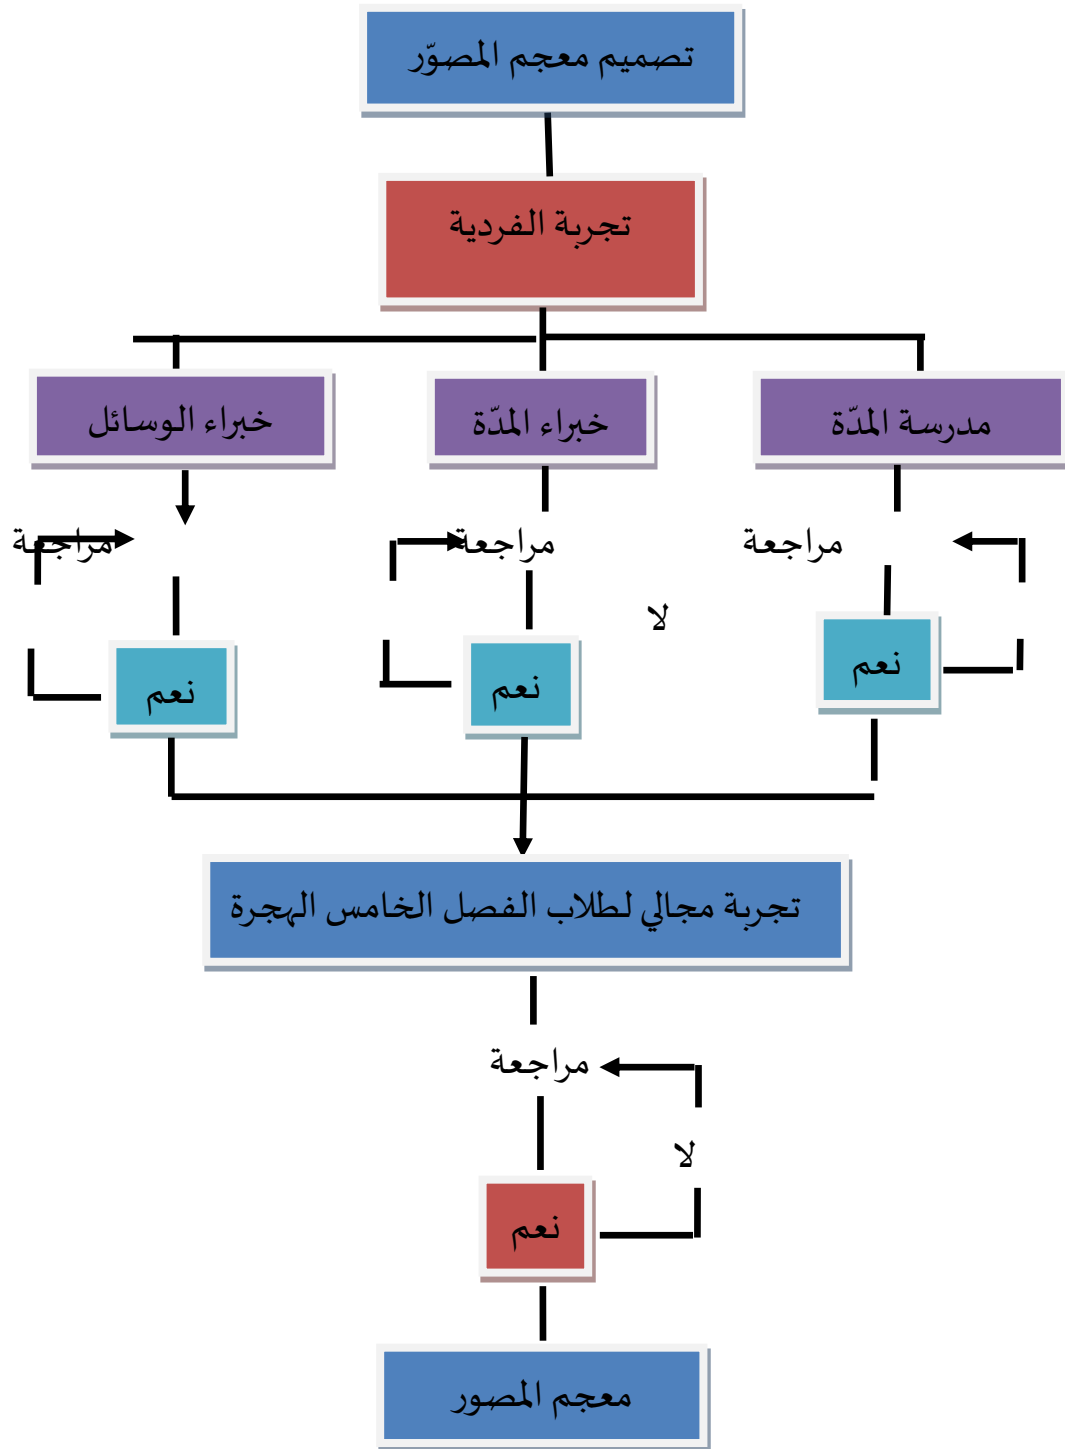 تصميم معجم المصوّر
تجربة الفردية
مدرسة المدّة
خبراء المدّة
خبراء الوسائل
مراجعة
مراجعة
مراجعة
لا
نعم
نعم
نعم
تجربة مجالي لطلاب الفصل الخامس الهجرة
مراجعة
لا
نعم
معجم المصور